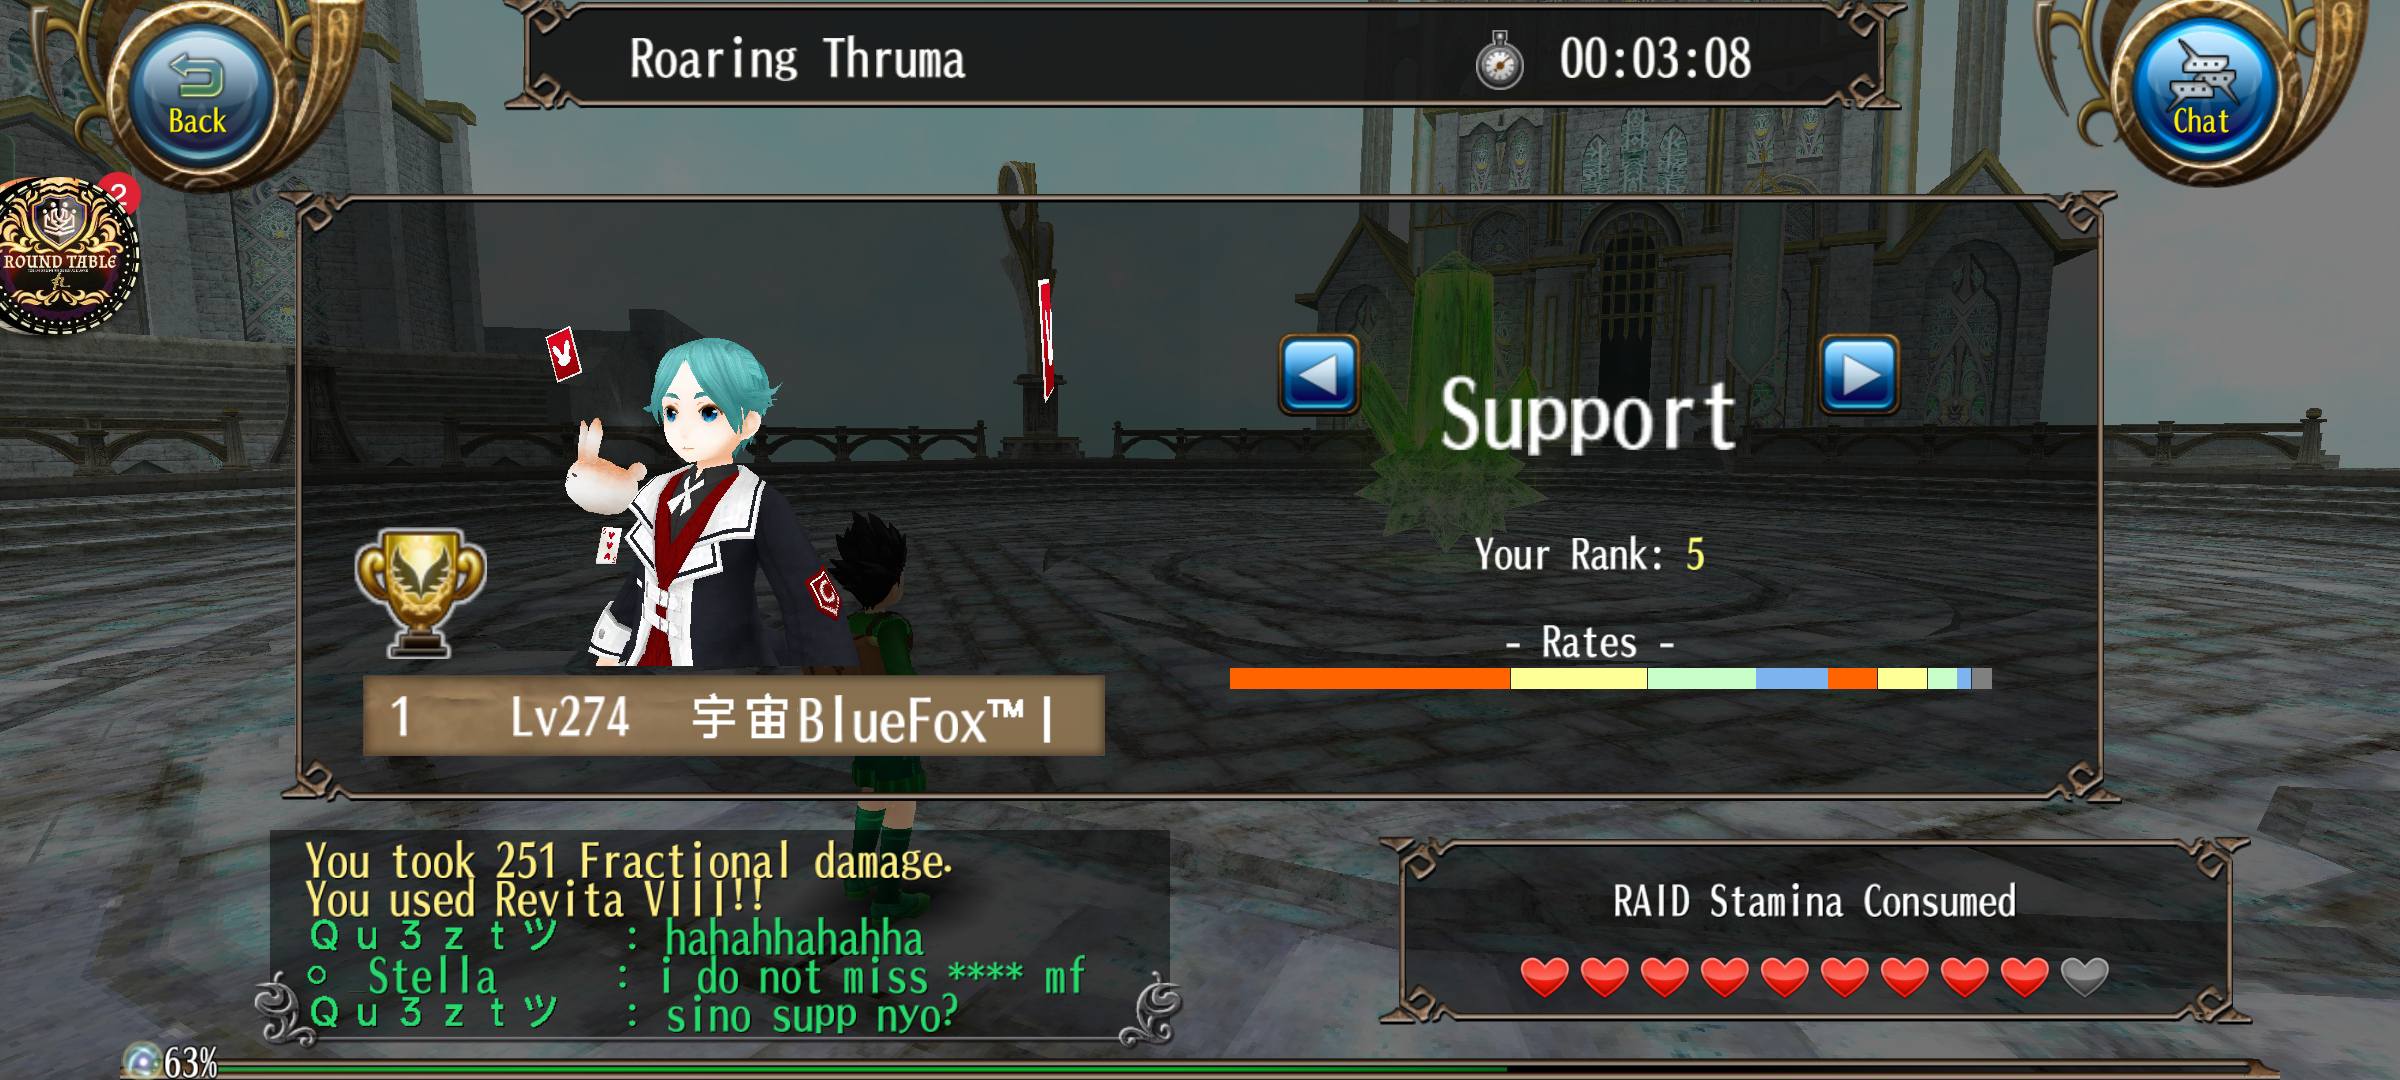 Roaring Thruma
00:03:08
Back
Chat
2
ROUND TABLE
Support
Your Rank: 5
- Rates -
1 Lv274 宇宙BlueFox™|
You took 251 Fractional damage.
You used Revita VIII!!
Qu3ztツ : hahahhahahha
○ Stella : i do not miss **** mf
Qu3ztツ : sino supp nyo?
RAID Stamina Consumed
63%